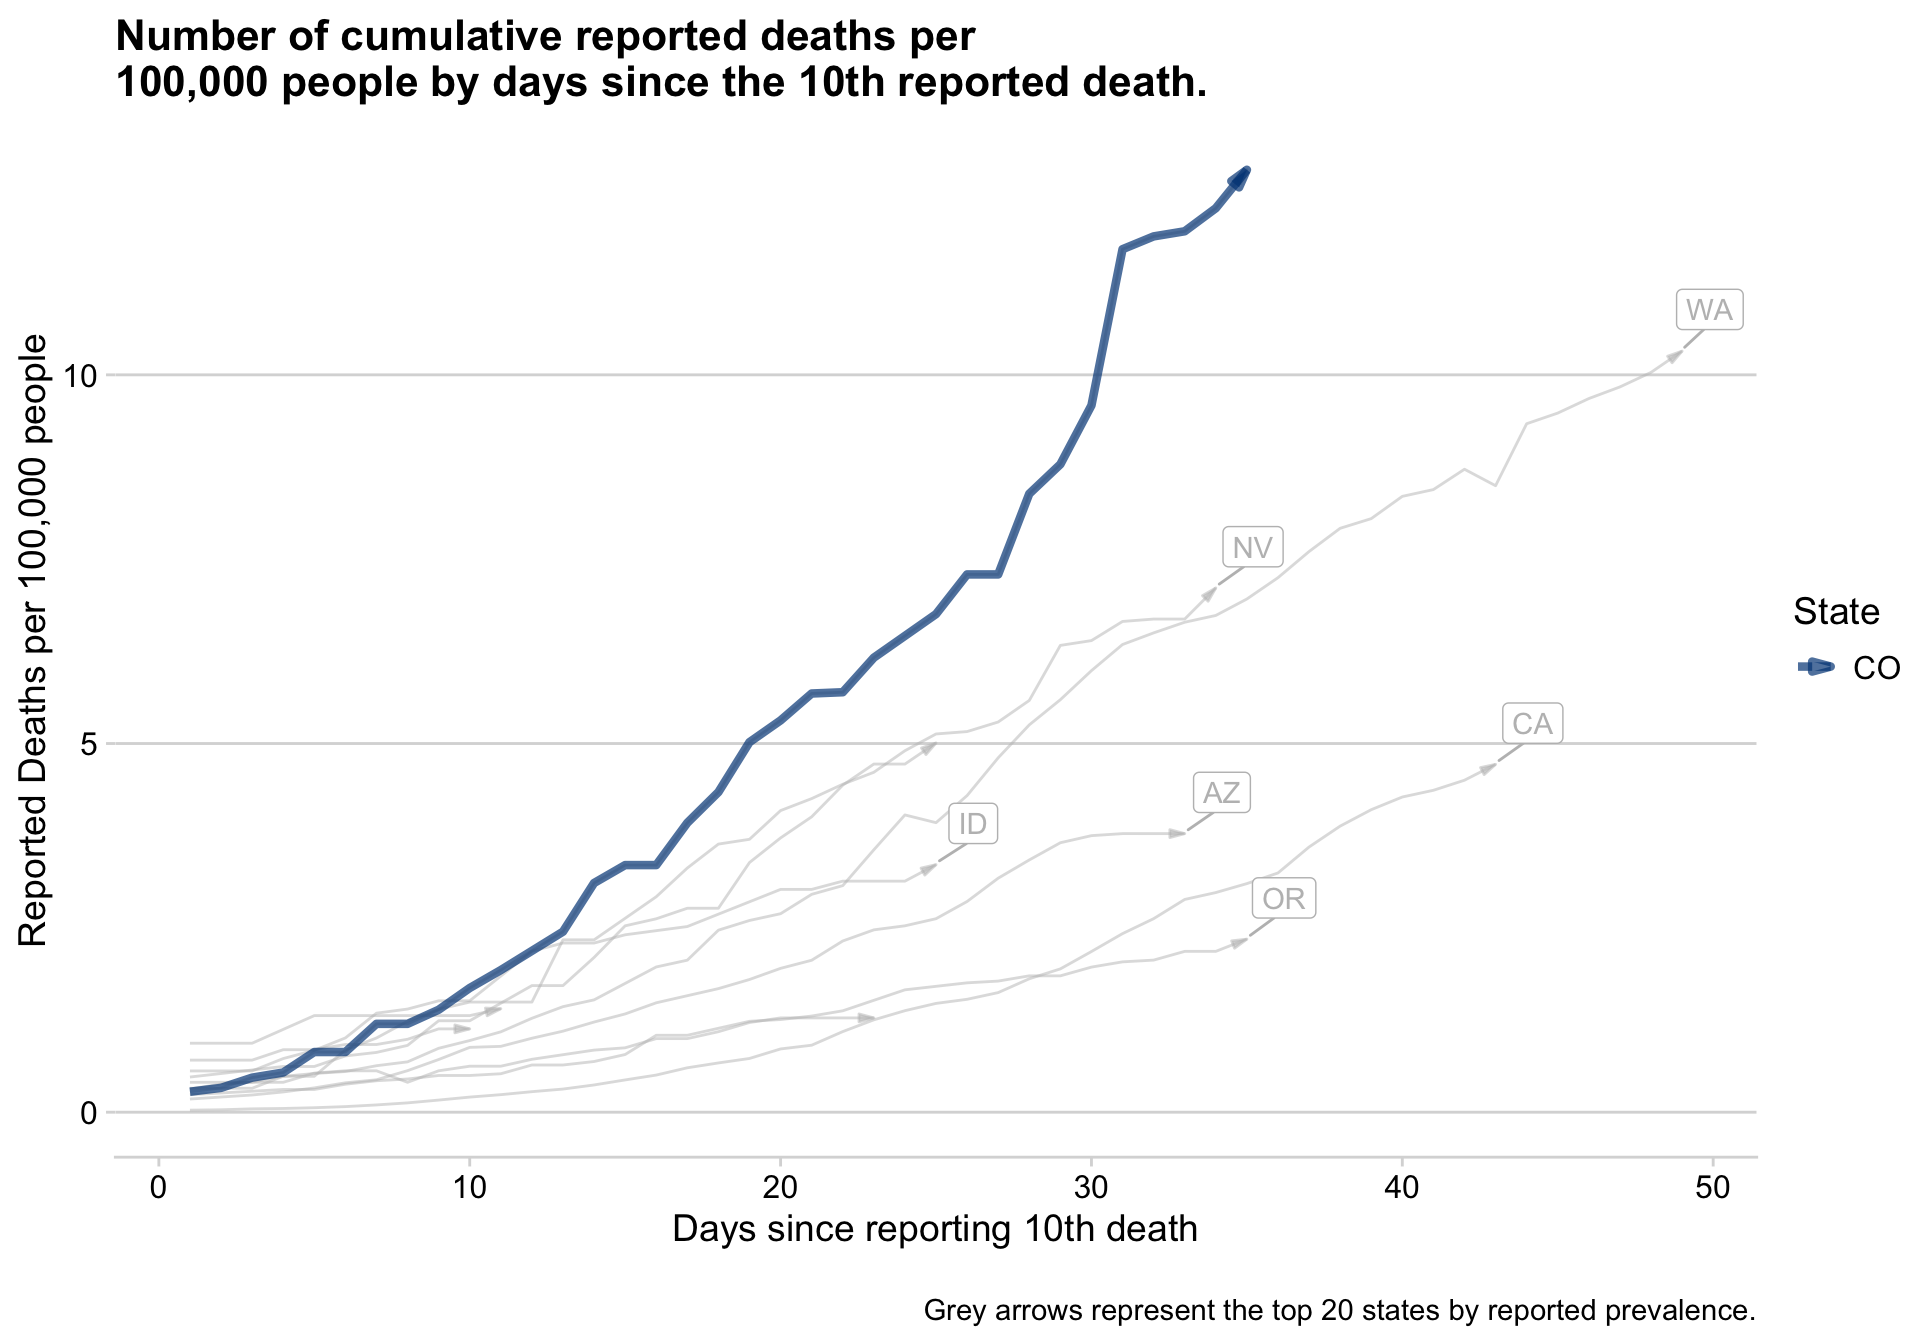 Number of cumulative reported deaths per
100,000 people by days since the 10th reported death.
Reported Deaths per 100,000 people
10
5
0
WA
NV
CA
AZ
ID
OR
State
CO
0 10 20 30 40 50
Days since reporting 10th death
Grey arrows represent the top 20 states by reported prevalence.